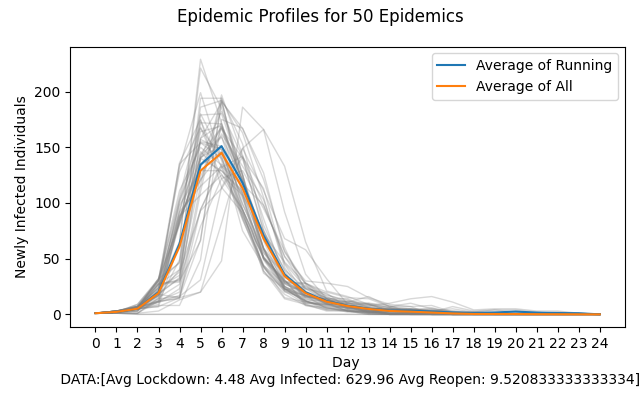 Epidemic Profiles for 50 Epidemics
Newly Infected Individuals
200
150
100
50
0
Average of Running
Average of All
0 1 2 3 4 5 6 7 8 9 10 11 12 13 14 15 16 17 18 19 20 21 22 23 24
Day
DATA:[Avg Lockdown: 4.48 Avg Infected: 629.96 Avg Reopen: 9.520833333333334]